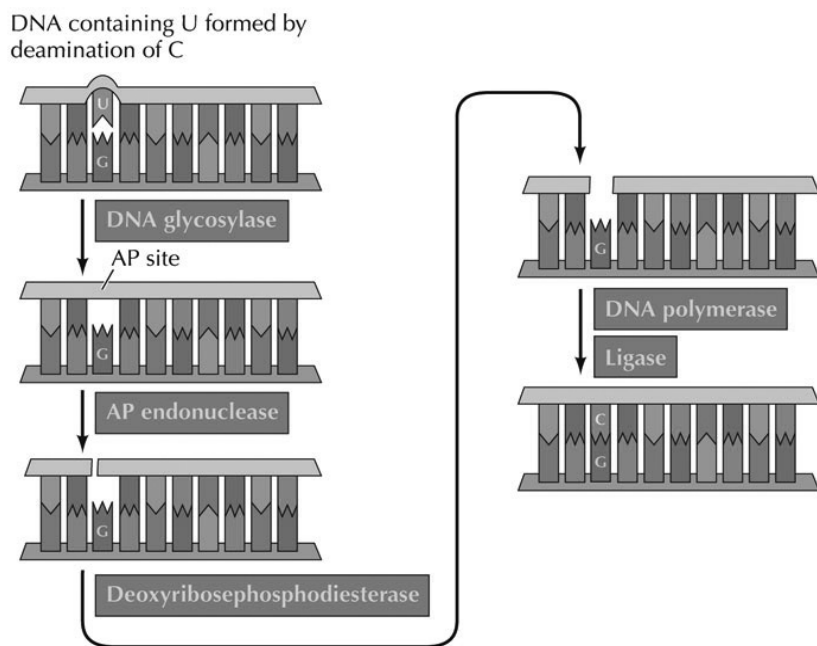 DNA containing U formed by
deamination of C
U
G
DNA glycosylase
AP site
G
AP endonuclease
G
Deoxyribosephosphodiesterase
G
DNA polymerase
Ligase
C
G